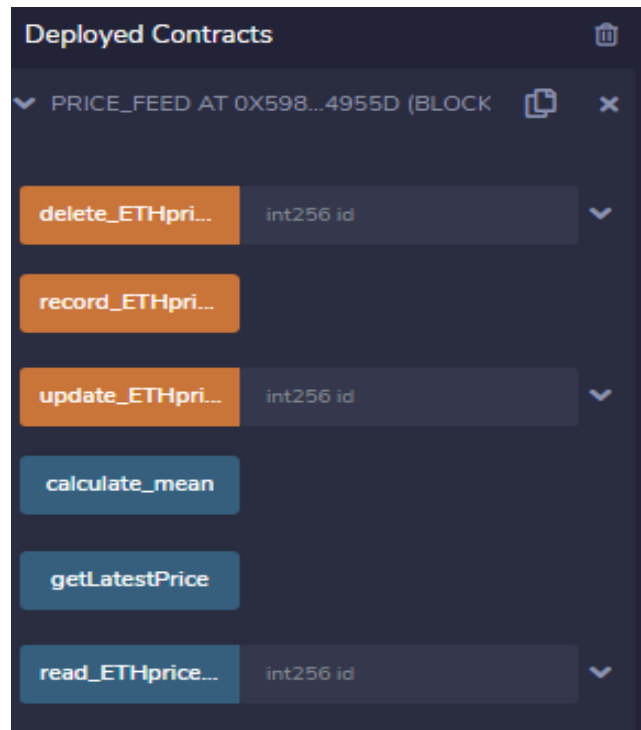 Deployed Contracts
PRICE_FEED AT 0X598...4955D (BLOCK
delete_ETHpri... int256 id
record_ETHpri...
update_ETHpri... int256 id
calculate_mean
getLatestPrice
read_ETHprice... int256 id